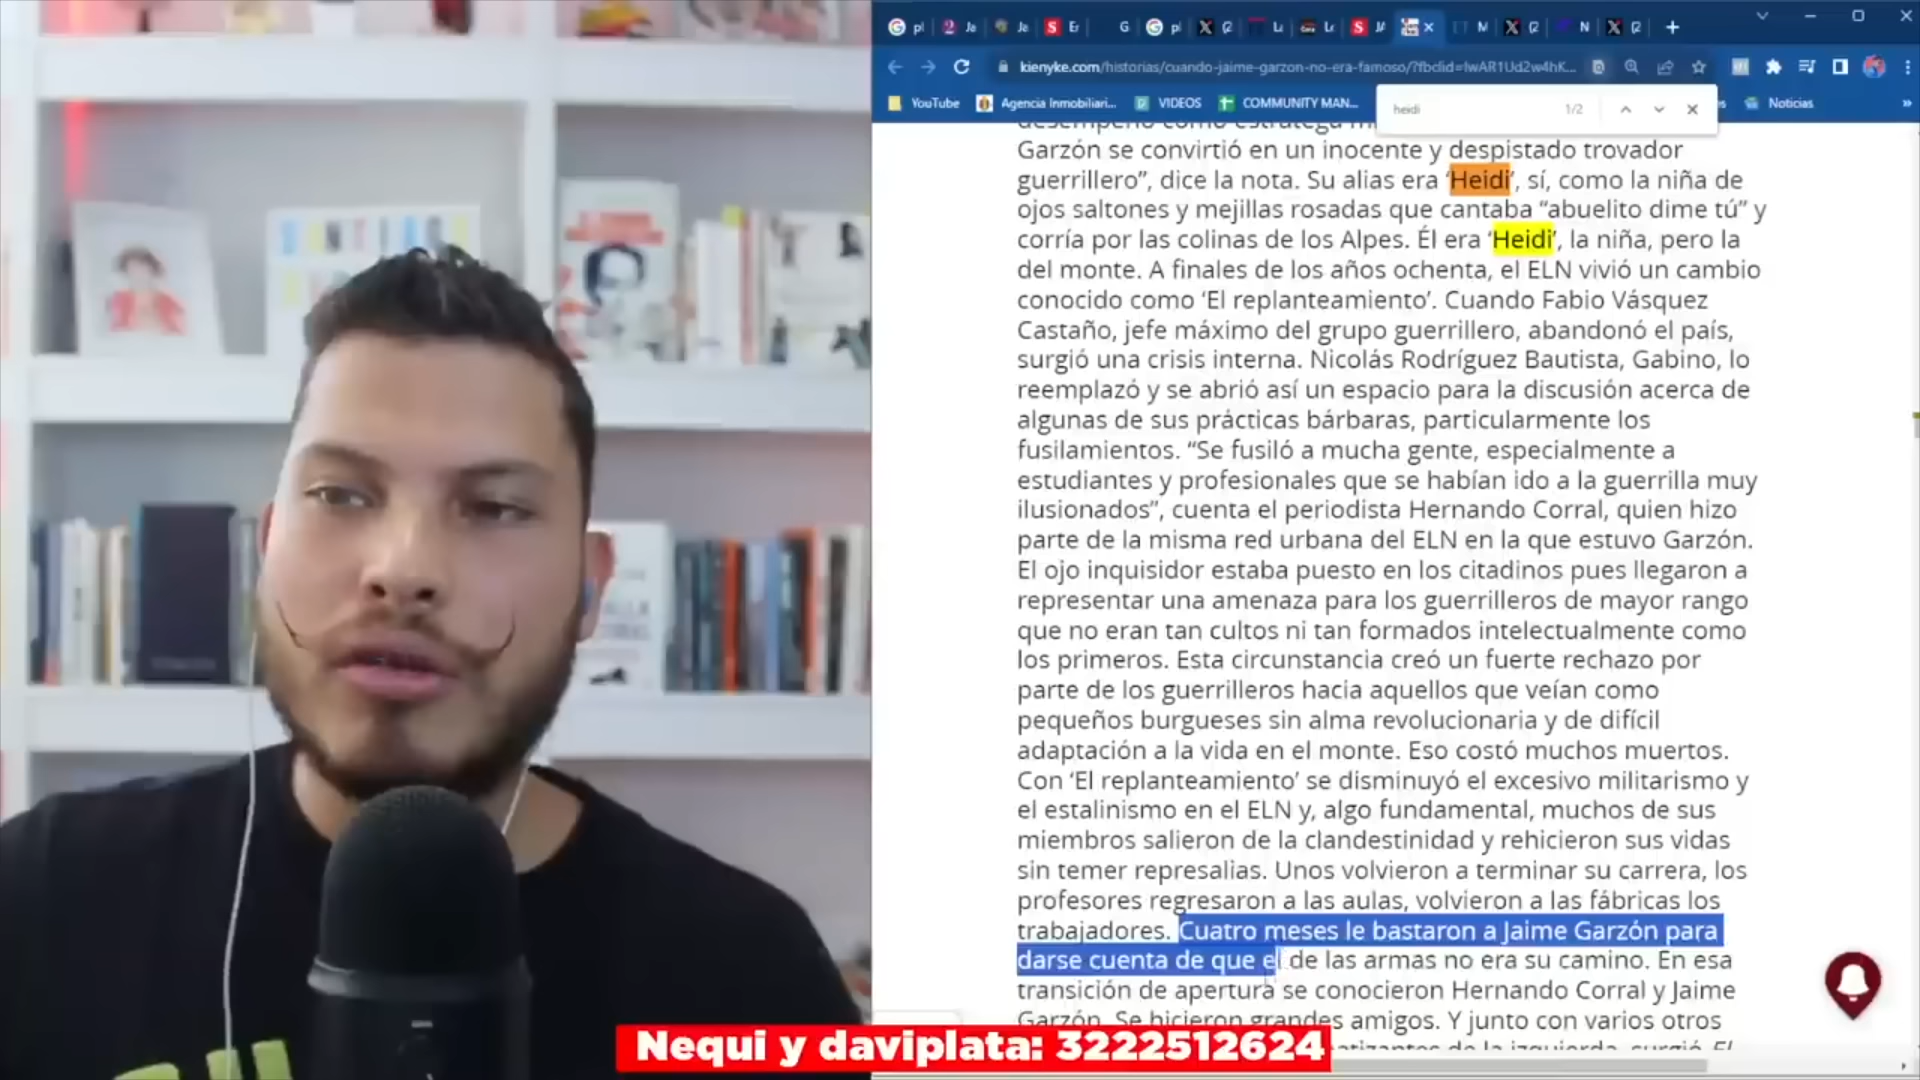 kienyke.com/historias/cuando-jaime-garzon-no-era-famoso/?fbclid=IwAR1Ud2w4hK...
YouTube
Agencia Inmobiliari...
VIDEOS
COMMUNITY MAN...
Noticias
heidi
1/2
Garzón se convirtió en un inocente y despistado trovador
guerrillero”, dice la nota. Su alias era ‘Heidi’, sí, como la niña de
ojos saltones y mejillas rosadas que cantaba “abuelito dime tú” y
corría por las colinas de los Alpes. Él era ‘Heidi’, la niña, pero la
del monte. A finales de los años ochenta, el ELN vivió un cambio
conocido como ‘El replanteamiento’. Cuando Fabio Vásquez
Castaño, jefe máximo del grupo guerrillero, abandonó el país,
surgió una crisis interna. Nicolás Rodríguez Bautista, Gabino, lo
reemplazó y se abrió así un espacio para la discusión acerca de
algunas de sus prácticas bárbaras, particularmente los
fusilamientos. “Se fusiló a mucha gente, especialmente a
estudiantes y profesionales que se habían ido a la guerrilla muy
ilusionados”, cuenta el periodista Hernando Corral, quien hizo
parte de la misma red urbana del ELN en la que estuvo Garzón.
El ojo inquisidor estaba puesto en los citadinos pues llegaron a
representar una amenaza para los guerrilleros de mayor rango
que no eran tan cultos ni tan formados intelectualmente como
los primeros. Esta circunstancia creó un fuerte rechazo por
parte de los guerrilleros hacia aquellos que veían como
pequeños burgueses sin alma revolucionaria y de difícil
adaptación a la vida en el monte. Eso costó muchos muertos.
Con ‘El replanteamiento’ se disminuyó el excesivo militarismo y
el estalinismo en el ELN y, algo fundamental, muchos de sus
miembros salieron de la clandestinidad y rehicieron sus vidas
sin temer represalias. Unos volvieron a terminar su carrera, los
profesores regresaron a las aulas, volvieron a las fábricas los
trabajadores. Cuatro meses le bastaron a Jaime Garzón para
darse cuenta de que el de las armas no era su camino. En esa
transición de apertura se conocieron Hernando Corral y Jaime
Garzón. Se hicieron grandes amigos. Y junto con varios otros
Nequi y daviplata: 3222512624